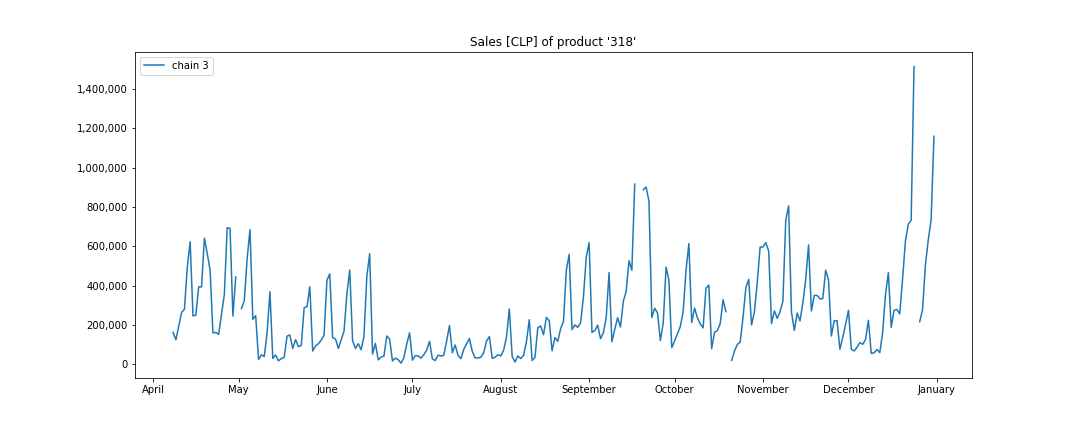 Sales [CLP] of product '318'
chain 3
1,400,000
1,200,000
1,000,000
800,000
600,000
400,000
200,000
0
April May June July August September October November December January